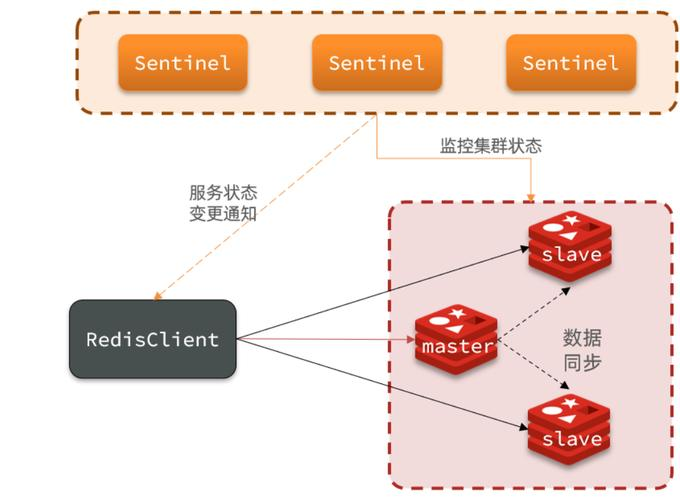 Sentinel
Sentinel
Sentinel
监控集群状态
服务状态
变更通知
slave
RedisClient
master
数据
同步
slave